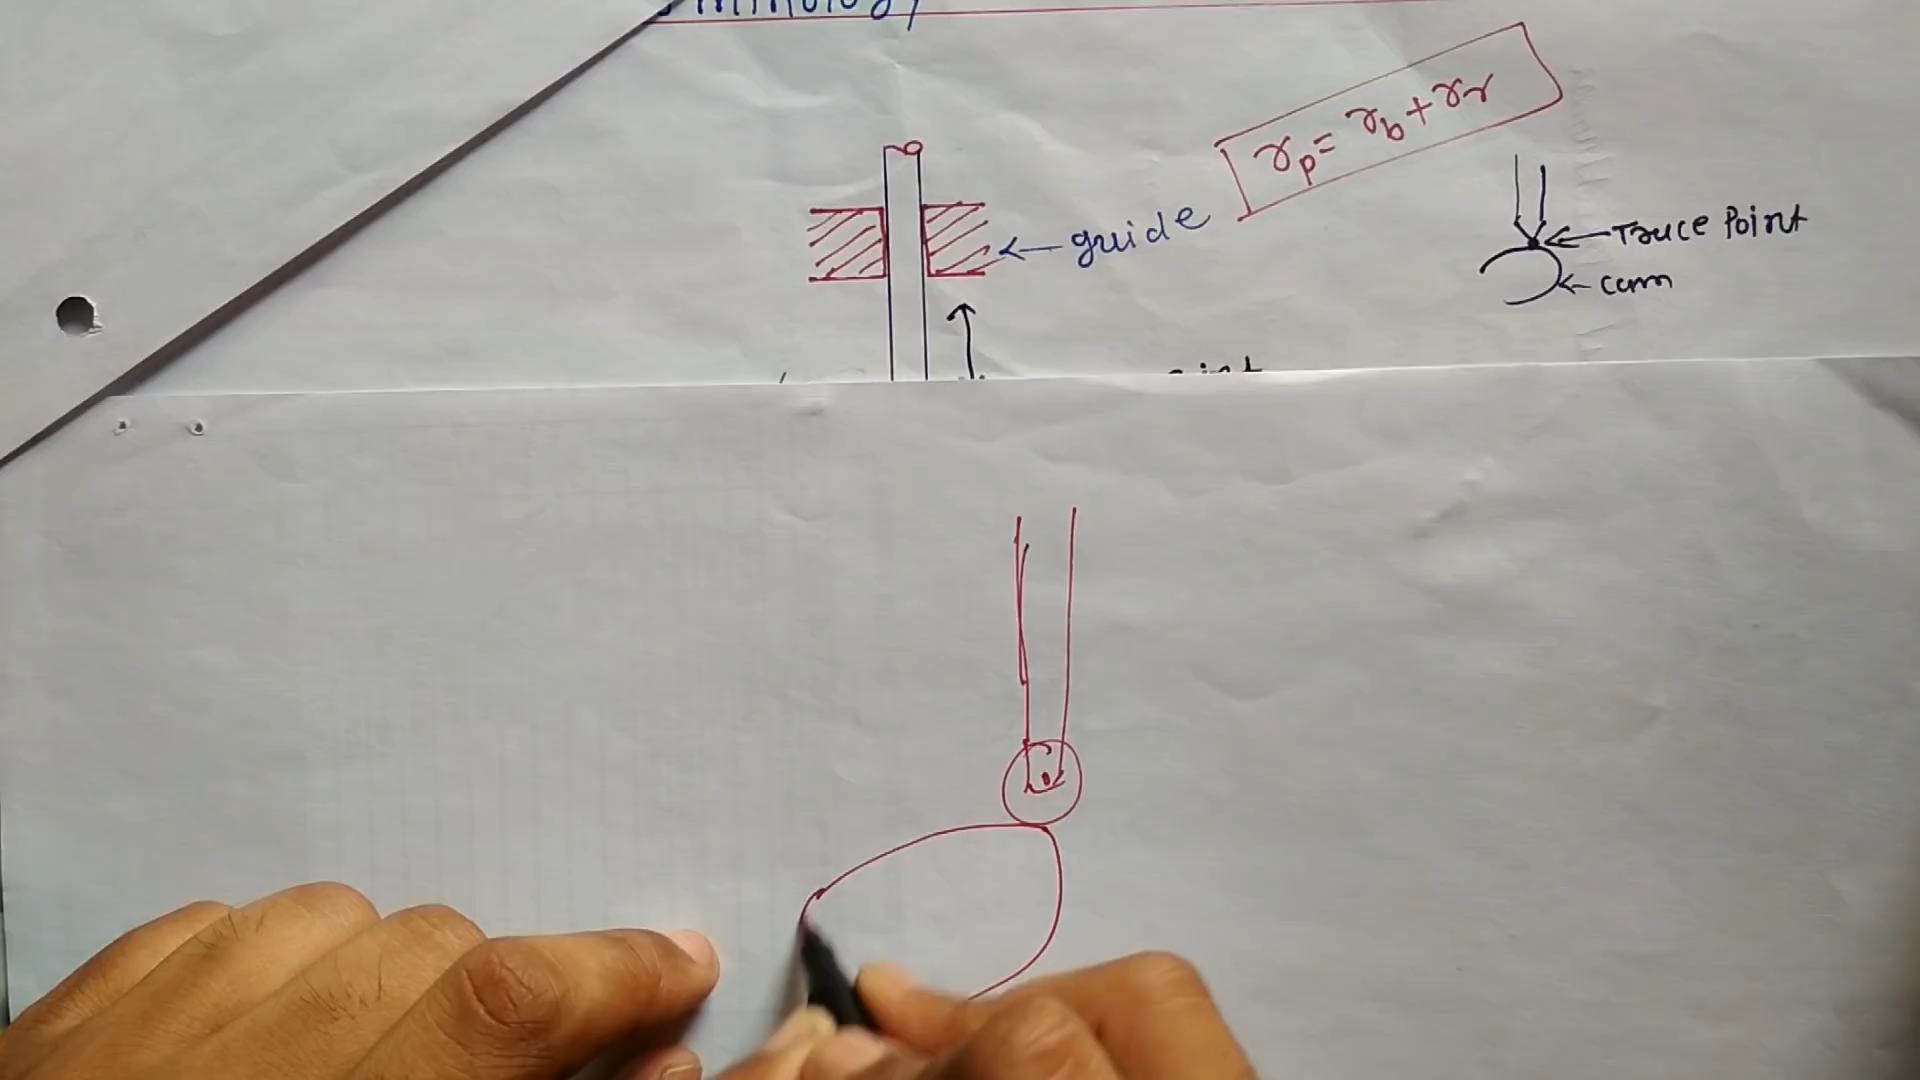 rp = rb + rr
← guide
← Trace Point
← cam